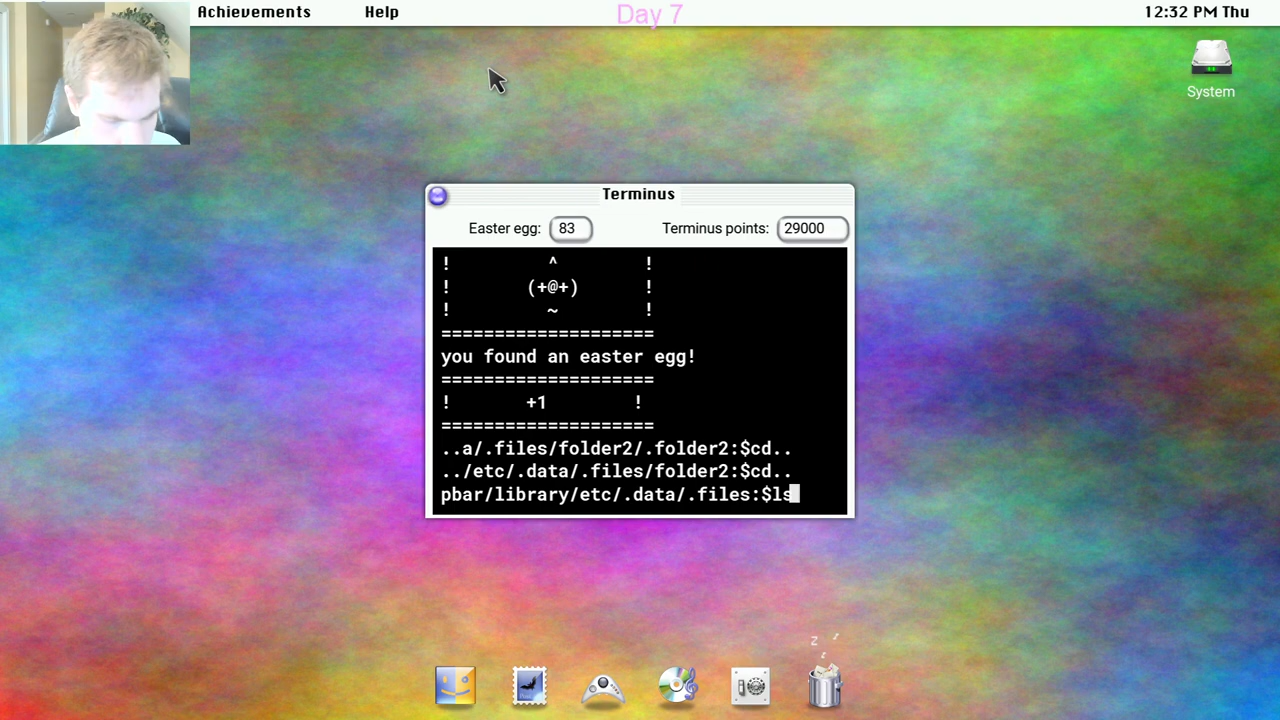 Achievements Help Day 7 12:32 PM Thu
System
Terminus
Easter egg: 83 Terminus points: 29000
! ^ !
! (+@+) !
! ~ !
====================
you found an easter egg!
====================
! +1 !
====================
..a/.files/folder2/.folder2:$cd..
../etc/.data/.files/folder2:$cd..
pbar/library/etc/.data/.files:$ls
z z
z